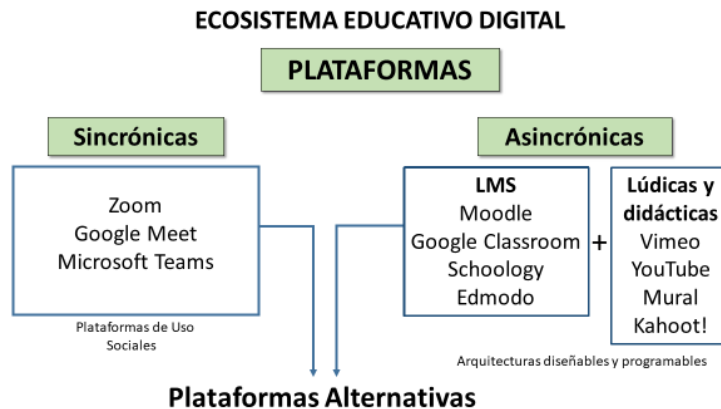 ECOSISTEMA EDUCATIVO DIGITAL
PLATAFORMAS
Sincrónicas
Zoom
Google Meet
Microsoft Teams
Plataformas de Uso
Sociales
Asincrónicas
LMS
Moodle
Google Classroom
Schoology
Edmodo
+
Lúdicas y
didácticas
Vimeo
YouTube
Mural
Kahoot!
Arquitecturas diseñables y programables
Plataformas Alternativas